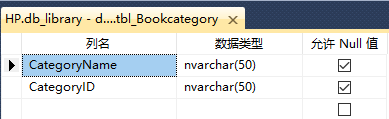 HP.db_library - d....tbl_Bookcategory ×
列名 数据类型 允许 Null 值
CategoryName nvarchar(50)
CategoryID nvarchar(50)